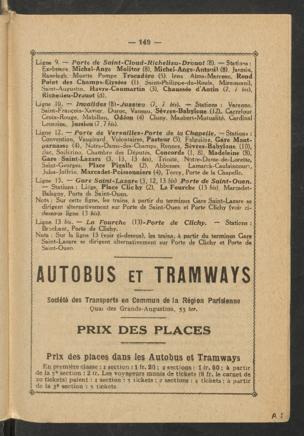 — 149 —
Ligne 9. — Porte de Saint-Cloud-Richelieu-Drouot (8). — Stations :
Exelmans, Michel-Ange Molitor (8), Michel-Ange-Auteuil (8), Jasmin,
Ranelagh, Muette, Pompe, Trocadéro (5), Iéna, Alma-Marceau, Rond
Point des Champs-Elysées (1), Saint-Philippe-du-Roule, Miromesnil,
Saint-Augustin, Havre-Caumartin (3), Chaussée d'Antin (7),
Richelieu-Drouot (8).
Ligne 10. — Invalides (8)-Jussieu (7 bis). — Stations : Varenne,
Saint-François-Xavier, Duroc, Vaneau, Sèvres-Babylone (12), Carrefour
Croix-Rouge, Mabillon, Odéon (4), Cluny, Maubert-Mutualité, Cardinal
Lemoine, Jussieu (7 bis).
Ligne 12. — Porte de Versailles-Porte de la Chapelle. — Stations :
Convention, Vaugirard, Volontaires, Pasteur (5), Falguière, Gare Mont-
parnasse (4), Notre-Dame-des-Champs, Rennes, Sèvres-Babylone (10),
Bac, Solférino, Chambre des Députés, Concorde (1, 8), Madeleine (8),
Gare Saint-Lazare (3, 13, 13 bis), Trinité, Notre-Dame-de-Lorette,
Saint-Georges, Place Pigalle (2), Abbesses, Lamarck-Caulaincourt,
Jules-Joffrin, Marcadet-Poissonniers (4), Torcy, Porte de la Chapelle.
Ligne 13. — Gare Saint-Lazare (3, 12, 13 bis) Porte de Saint-Ouen.
— Stations : Liége, Place Clichy (2), La Fourche (13 bis), Marcadet-
Balagny, Porte de Saint-Ouen.
Nota : Sur cette ligne, les trains, à partir du terminus Gare Saint-Lazare se
dirigent alternativement sur Porte de Saint-Ouen et Porte Clichy (voir ci-
dessous ligne 13 bis).
Ligne 13 bis. — La Fourche (13)-Porte de Clichy. — Stations :
Brochant, Porte de Clichy.
Nota : Sur la ligne 13 (voir ci-dessus), les trains, à partir du terminus Gare
Saint-Lazare se dirigent alternativement sur Porte de Clichy et Porte de
Saint-Ouen.
AUTOBUS ET TRAMWAYS
Société des Transports en Commun de la Région Parisienne
Quai des Grands-Augustins, 53 ter.
PRIX DES PLACES
Prix des places dans les Autobus et Tramways
En première classe : 1 section : 1 fr. 20 ; 2 sections : 1 fr. 80 ; à partir
de la 3e section : 2 fr. Les voyageurs munis de tickets (8 fr. le carnet de
20 tickets) paient : 1 section : 3 tickets ; 2 sections : 4 tickets ; à partir
de la 3e section : 5 tickets.